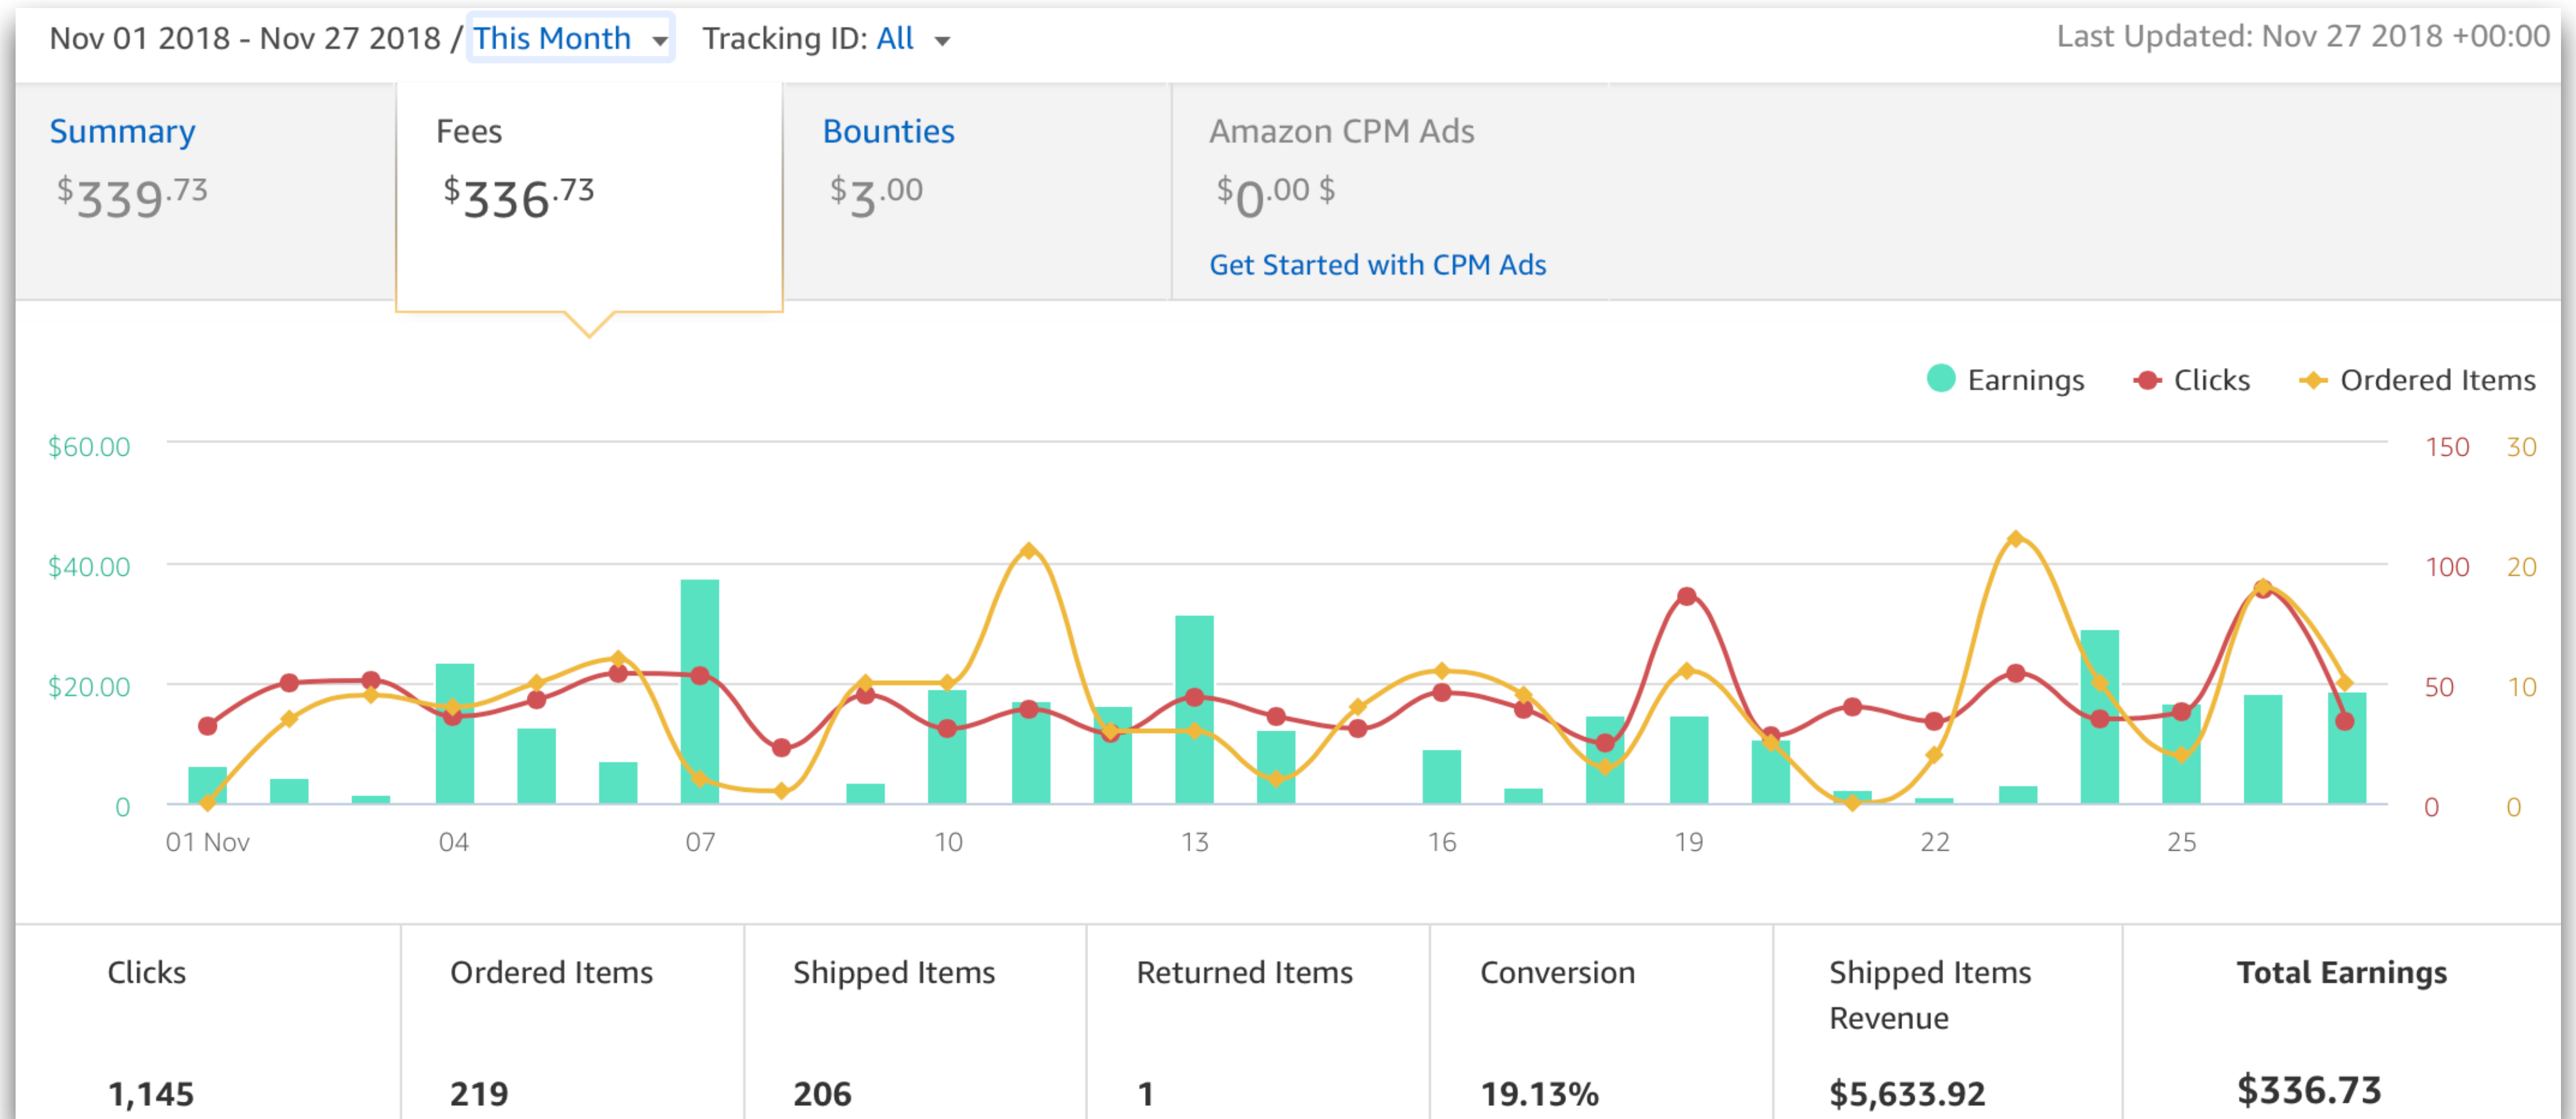 Nov 01 2018 - Nov 27 2018 / This Month Tracking ID: All Last Updated: Nov 27 2018 +00:00
Summary Fees Bounties Amazon CPM Ads
$339.73 $336.73 $3.00 $0.00 $
Get Started with CPM Ads
Earnings Clicks Ordered Items
$60.00 150 30
$40.00 100 20
$20.00 50 10
0 0 0
01 Nov 04 07 10 13 16 19 22 25
Clicks Ordered Items Shipped Items Returned Items Conversion Shipped Items Total Earnings
Revenue
1,145 219 206 1 19.13% $5,633.92 $336.73